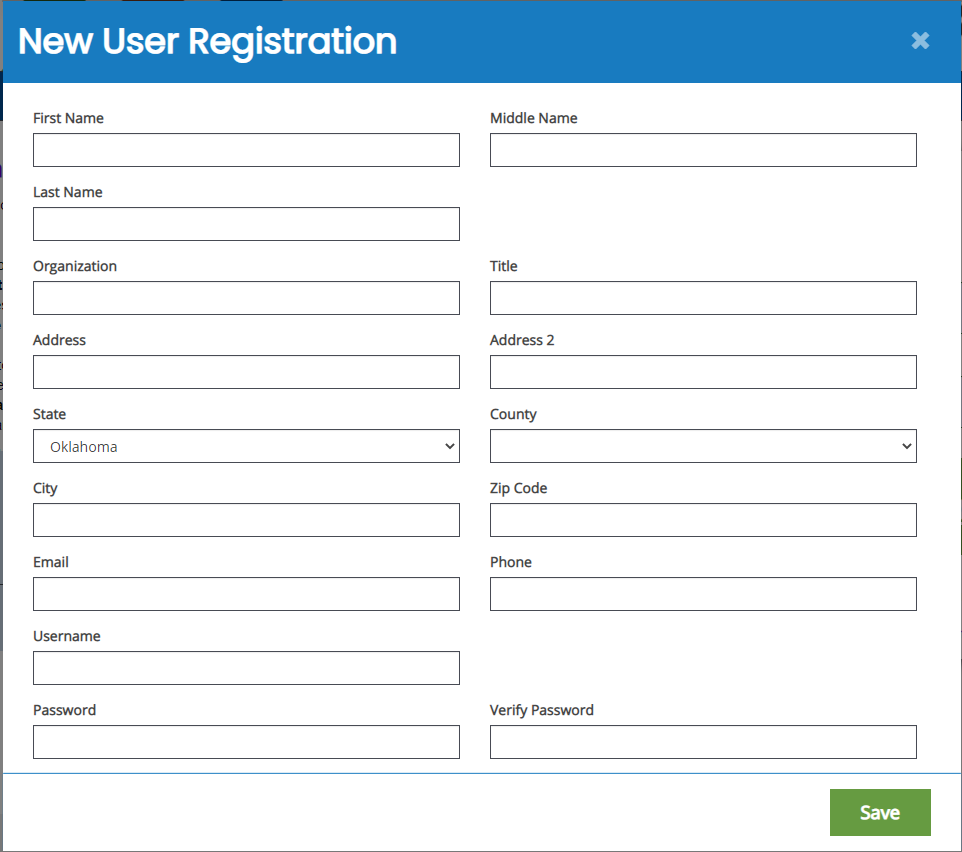 New User Registration ×
First Name Middle Name
Last Name
Organization Title
Address Address 2
State County
Oklahoma
City Zip Code
Email Phone
Username
Password Verify Password
Save